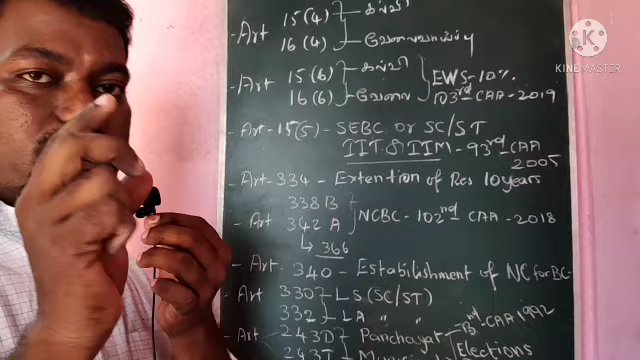 - Art 15(4) கல்வி
16(4) வேலைவாய்ப்பு
- Art 15(6) கல்வி
16(6) வேலை
EWS-10%.
103rd CAA-2019
- Art-15(5) - SEBC or SC/ST
IIT & IIM - 93rd CAA
2005
- Art-334 - Extention of Res 10years
338 B
- Art 342 A NCBC-102nd CAA-2018
↳ 366
- Art 340 - Establishment of NC for BC-
- Art 330 LS (SC/ST)
332 LA " "
- Art 243D Panchayat
243T
CAA 1992
Elections
KINEMASTER